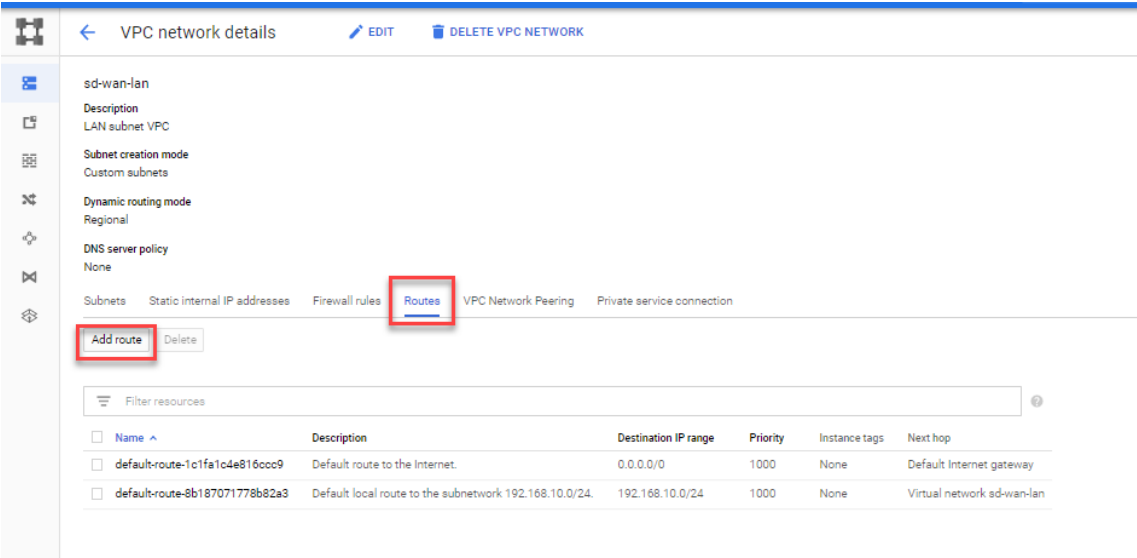 VPC network details EDIT DELETE VPC NETWORK
sd-wan-lan
Description
LAN subnet VPC
Subnet creation mode
Custom subnets
Dynamic routing mode
Regional
DNS server policy
None
Subnets Static internal IP addresses Firewall rules Routes VPC Network Peering Private service connection
Add route Delete
Filter resources
Name Description Destination IP range Priority Instance tags Next hop
default-route-1c1fa1c4e816ccc9 Default route to the Internet. 0.0.0.0/0 1000 None Default Internet gateway
default-route-8b187071778b82a3 Default local route to the subnetwork 192.168.10.0/24. 192.168.10.0/24 1000 None Virtual network sd-wan-lan